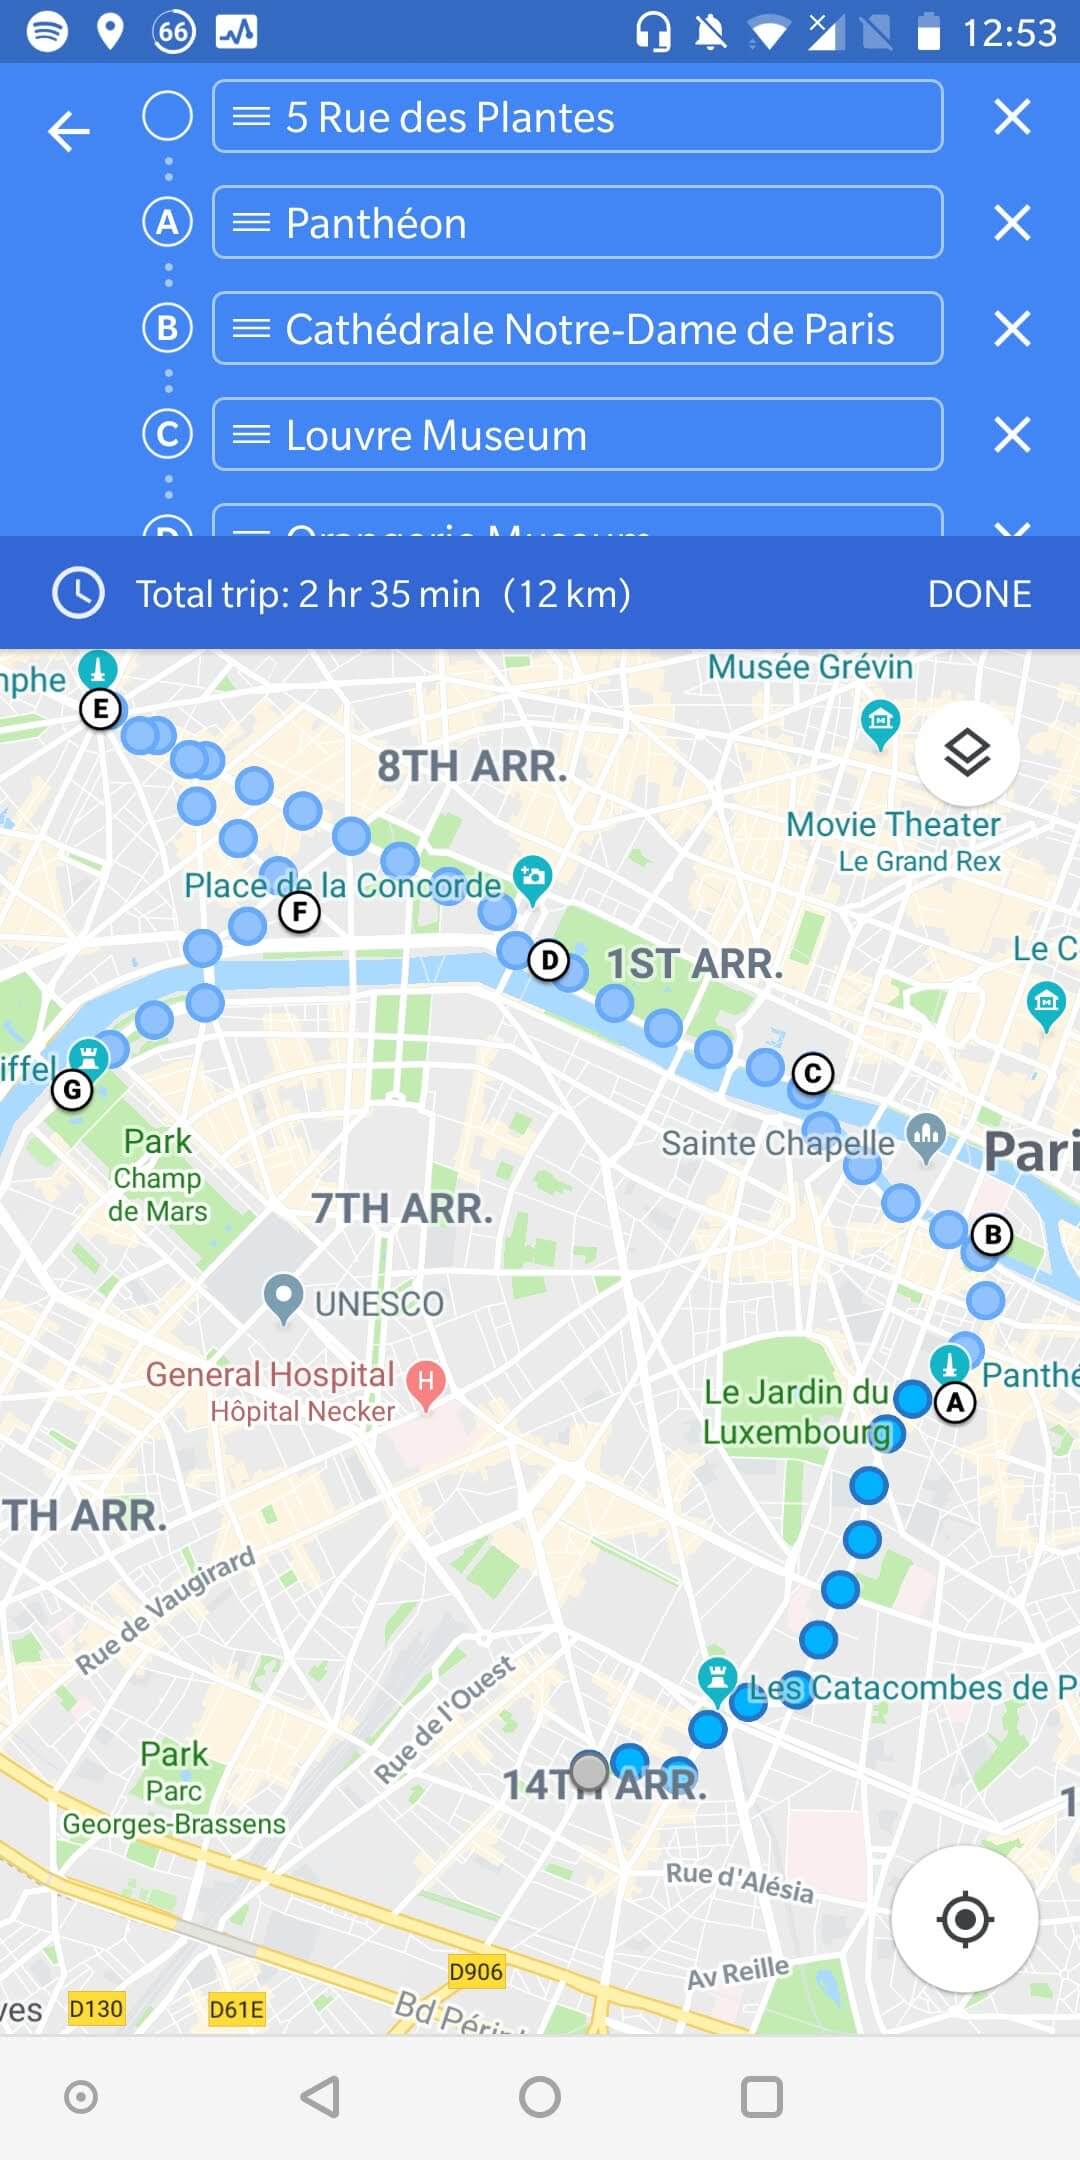 66
12:53
5 Rue des Plantes
A
Panthéon
B
Cathédrale Notre-Dame de Paris
C
Louvre Museum
D
Orangerie Museum
Total trip: 2 hr 35 min (12 km)
DONE
nphe
E
Musée Grévin
8TH ARR.
Movie Theater
Le Grand Rex
Place de la Concorde
F
Le C
D
1ST ARR.
iffel
G
C
Park
Champ
de Mars
Sainte Chapelle
Pari
7TH ARR.
B
UNESCO
General Hospital
H
Hôpital Necker
Le Jardin du
Luxembourg
Panthé
A
TH ARR.
Rue de Vaugirard
Rue de l'Ouest
Les Catacombes de P
14TH ARR.
Park
Parc
Georges-Brassens
1
Rue d'Alésia
D906
Av Reille
ves
D130
D61E
Bd Périp